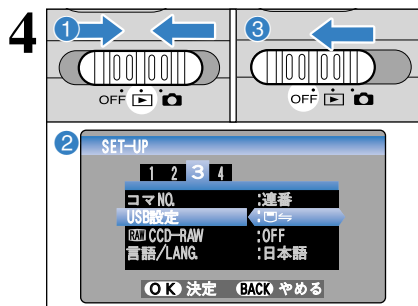 4
1
OFF
3
OFF
2
SET-UP
1 2 3 4
コマNO. :連番
USB設定 :
RAW CCD-RAW :OFF
言語/LANG. :日本語
OK 決定 BACK やめる